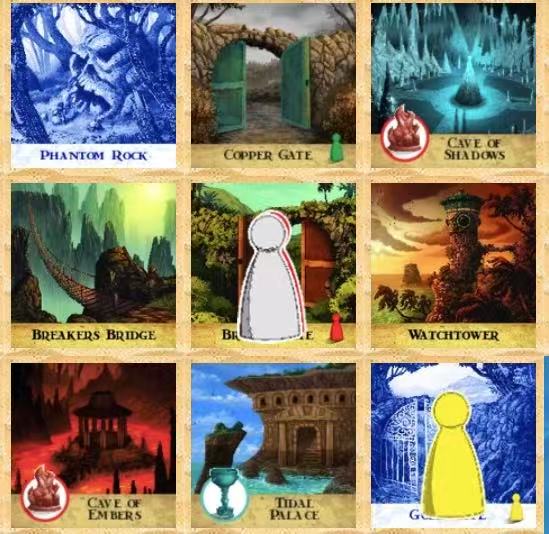 PHANTOM ROCK
COPPER GATE
CAVE OF
SHADOWS
BREAKERS BRIDGE
WATCHTOWER
CAVE OF
EMBERS
TIDAL
PALACE